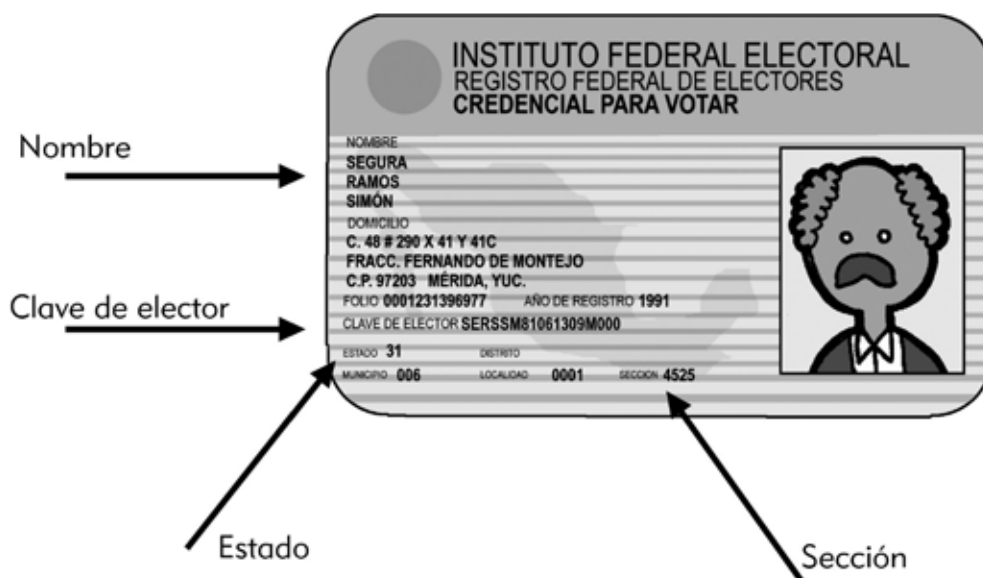 INSTITUTO FEDERAL ELECTORAL
REGISTRO FEDERAL DE ELECTORES
CREDENCIAL PARA VOTAR
Nombre
NOMBRE
SEGURA
RAMOS
SIMÓN
DOMICILIO
C. 48 # 290 X 41 Y 41C
FRACC. FERNANDO DE MONTEJO
C.P. 97203 MÉRIDA, YUC.
Clave de elector
FOLIO 0001231396977 AÑO DE REGISTRO 1991
CLAVE DE ELECTOR SERSSM81061309M000
ESTADO 31 DISTRITO
MUNICIPIO 006 LOCALIDAD 0001 SECCION 4525
Estado
Sección